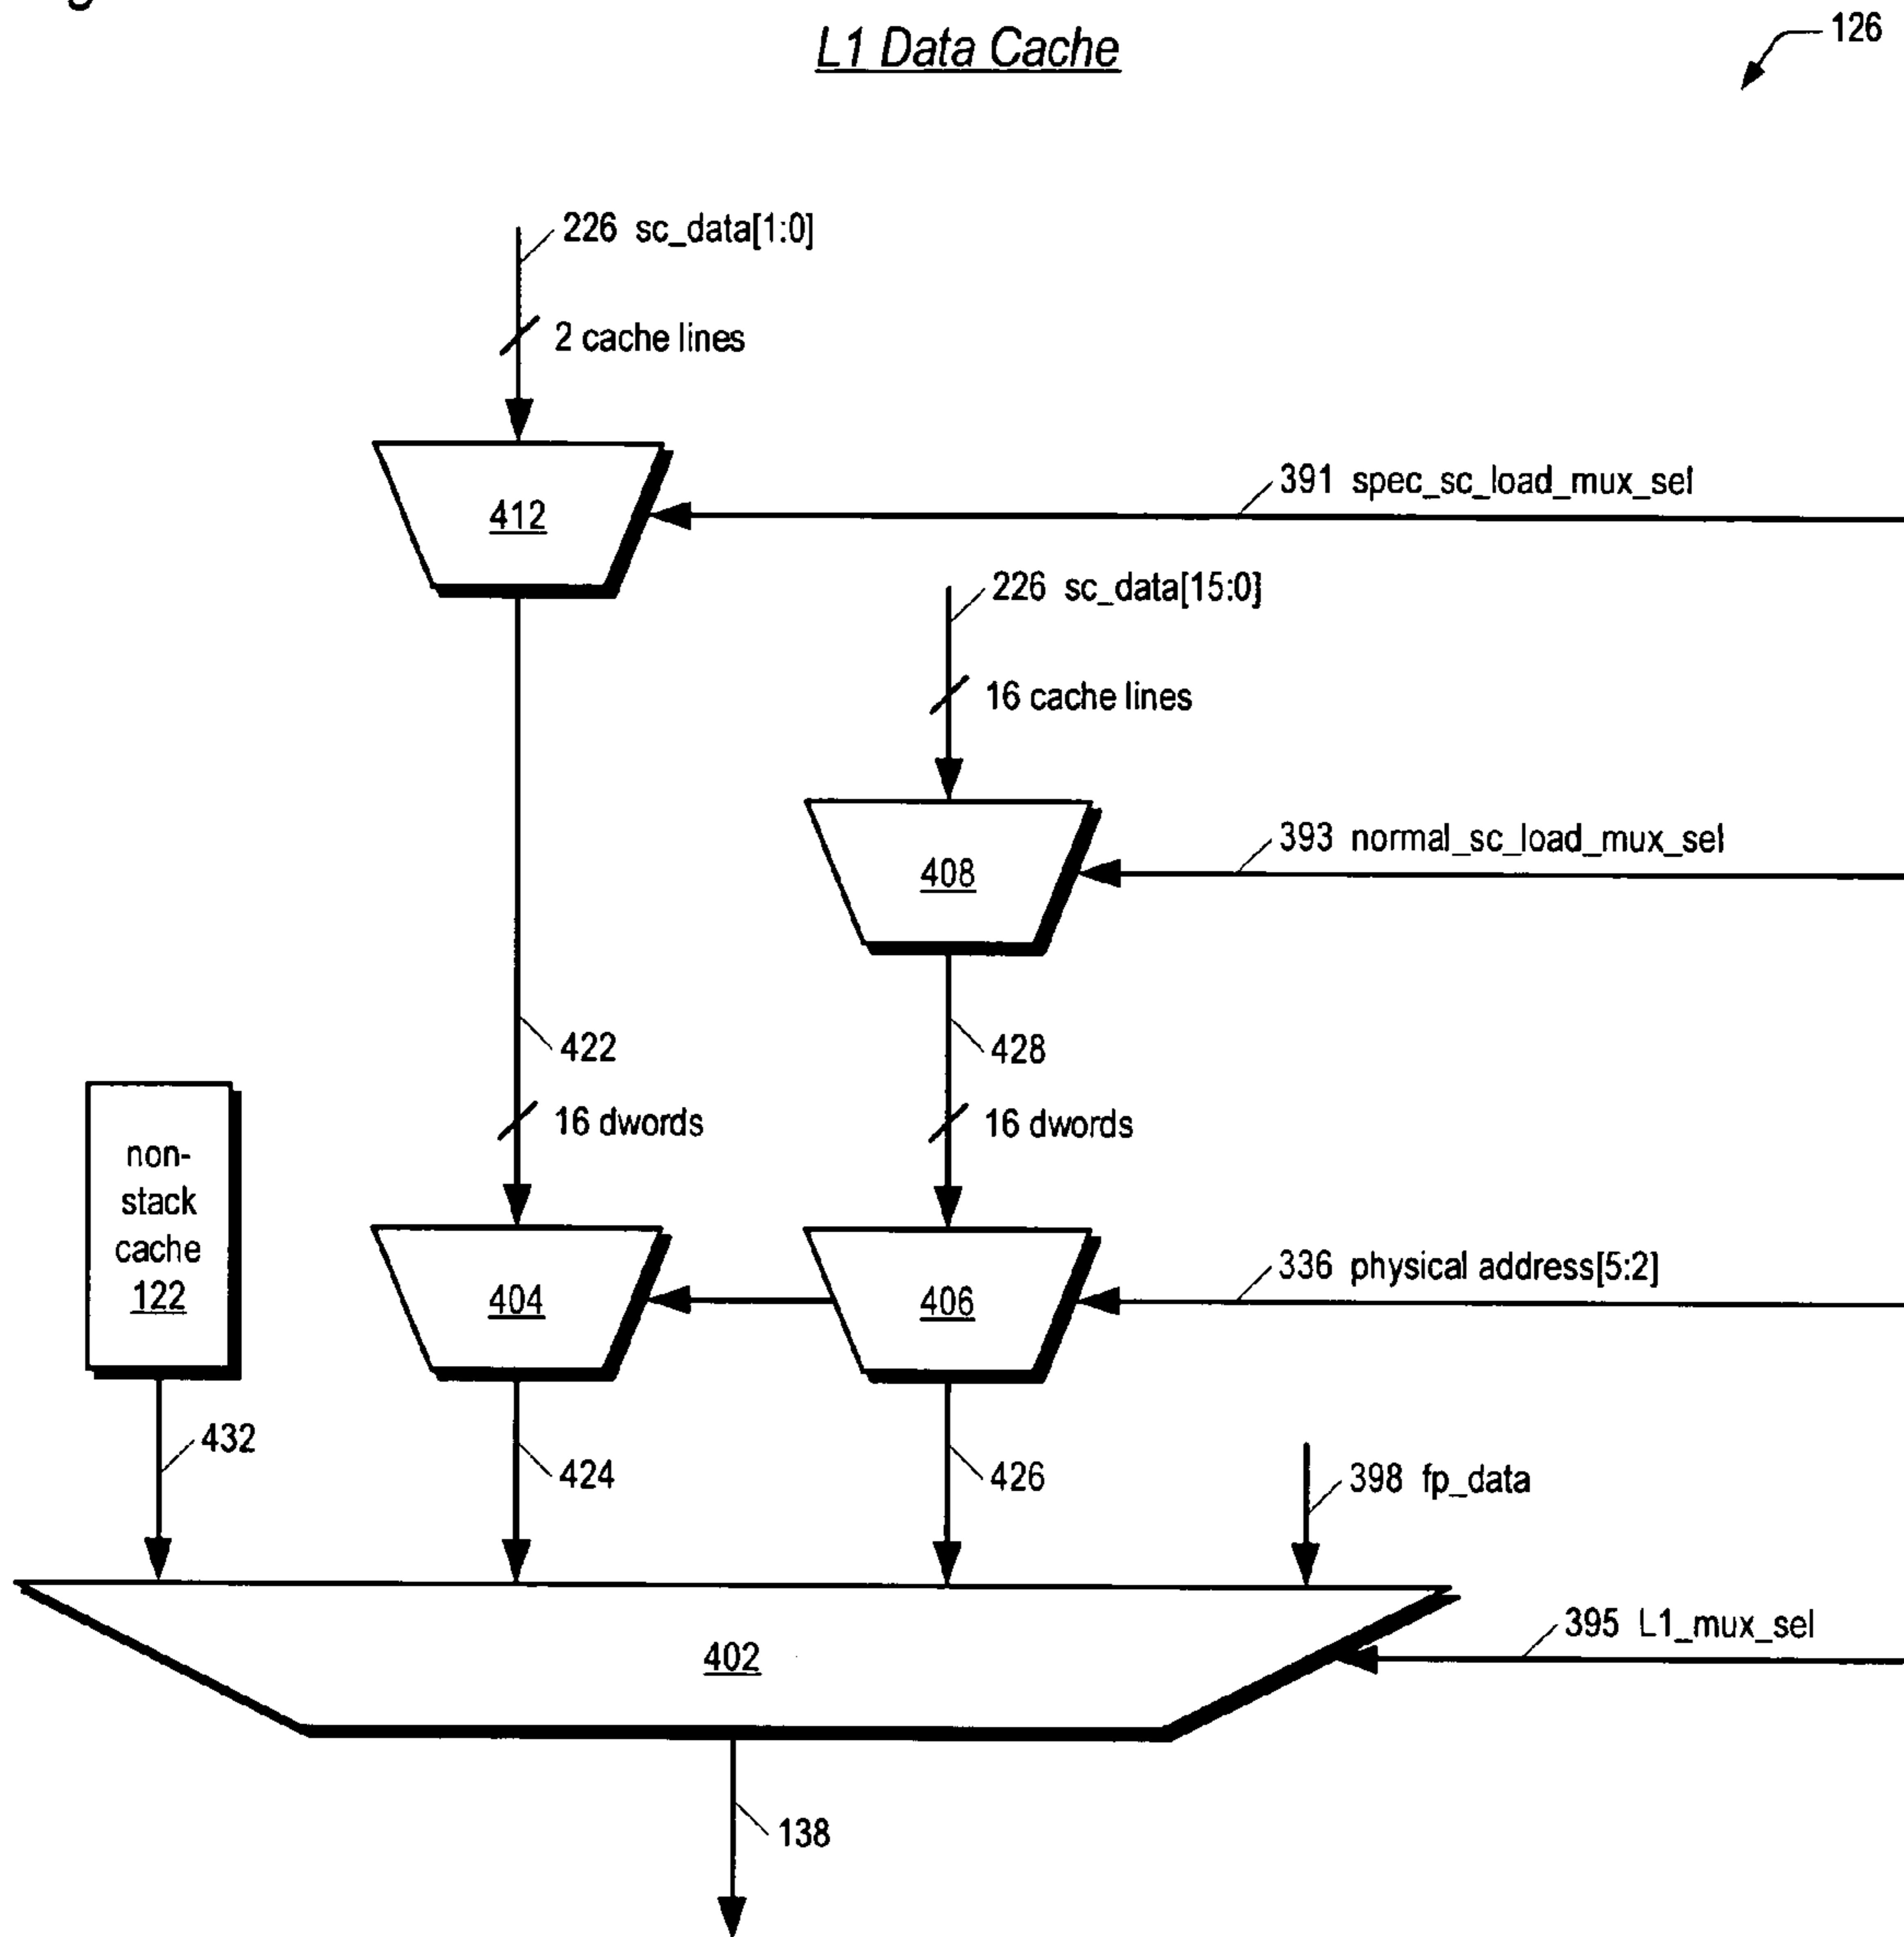 L1 Data Cache
126
226 sc_data[1:0]
2 cache lines
412
391 spec_sc_load_mux_sel
226 sc_data[15:0]
16 cache lines
408
393 normal_sc_load_mux_sel
422
428
16 dwords
16 dwords
non-
stack
cache
122
404
406
336 physical address[5:2]
432
424
426
398 fp_data
402
395 L1_mux_sel
138